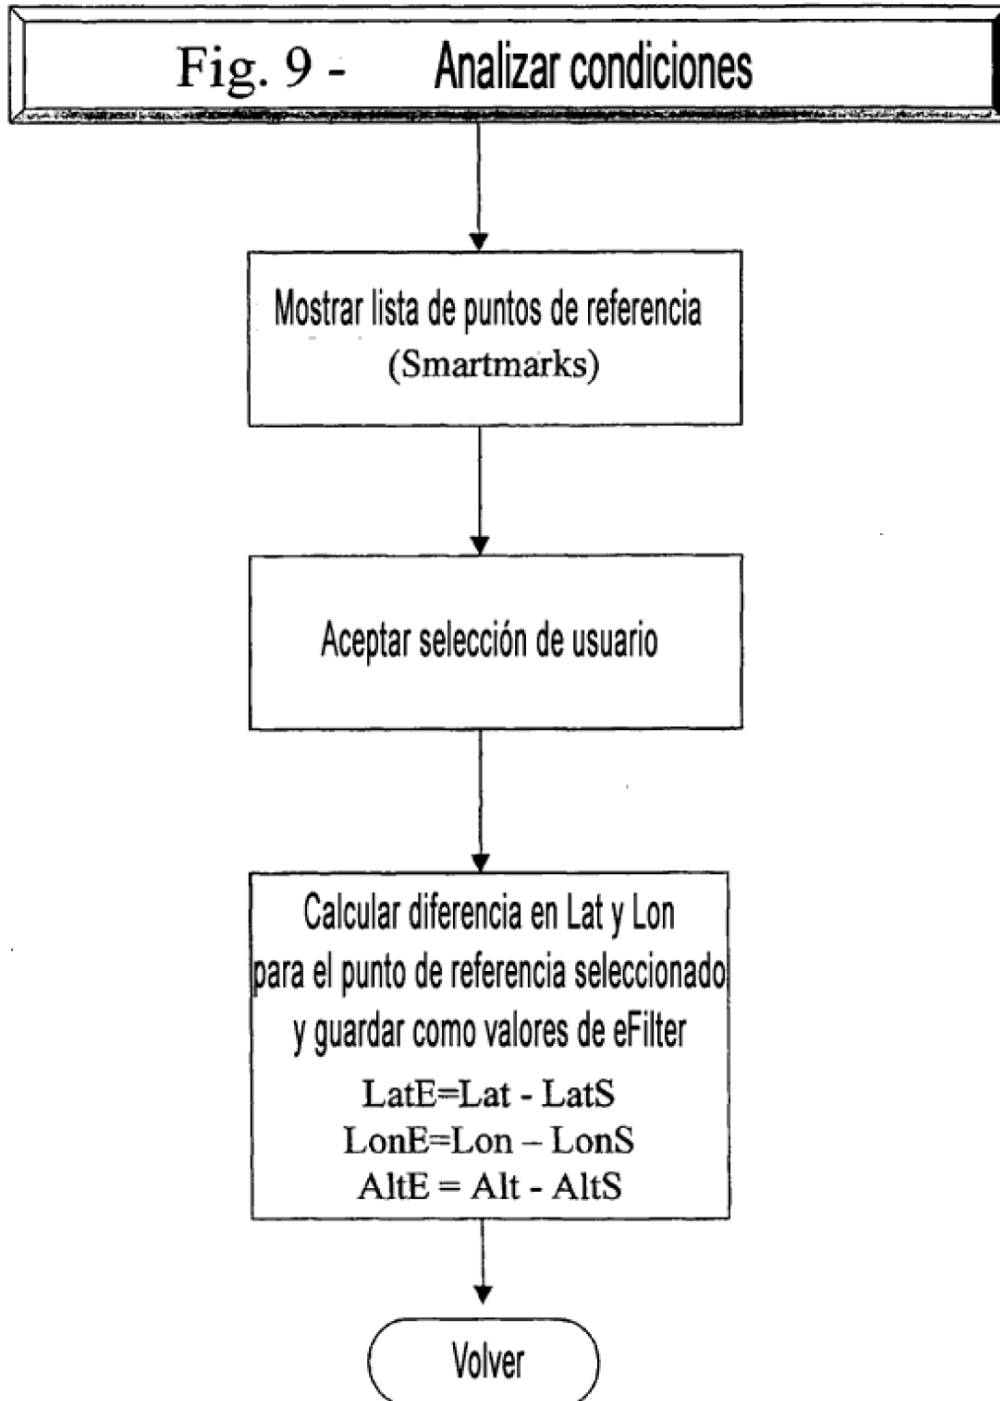 Fig. 9 - Analizar condiciones
Mostrar lista de puntos de referencia
(Smartmarks)
Aceptar selección de usuario
Calcular diferencia en Lat y Lon
para el punto de referencia seleccionado
y guardar como valores de eFilter
LatE=Lat - LatS
LonE=Lon – LonS
AltE = Alt - AltS
Volver